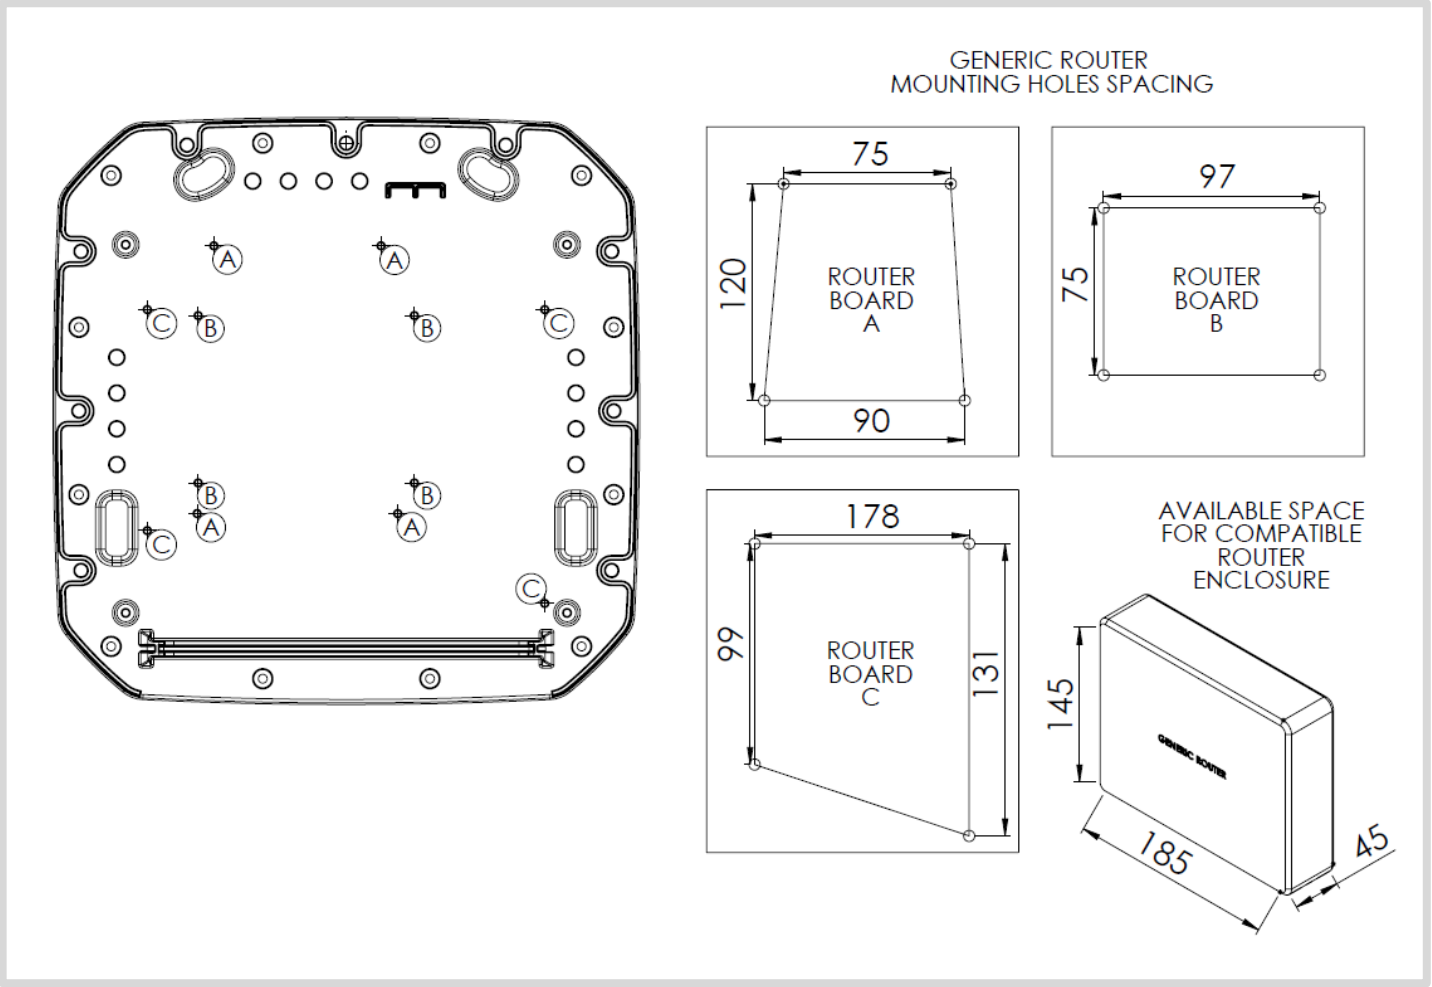 GENERIC ROUTER
MOUNTING HOLES SPACING
A
A
C
B
B
C
B
B
A
A
C
C
75
120
ROUTER
BOARD
A
90
97
75
ROUTER
BOARD
B
178
99
ROUTER
BOARD
C
131
AVAILABLE SPACE
FOR COMPATIBLE
ROUTER
ENCLOSURE
145
GENERIC ROUTER
185
45